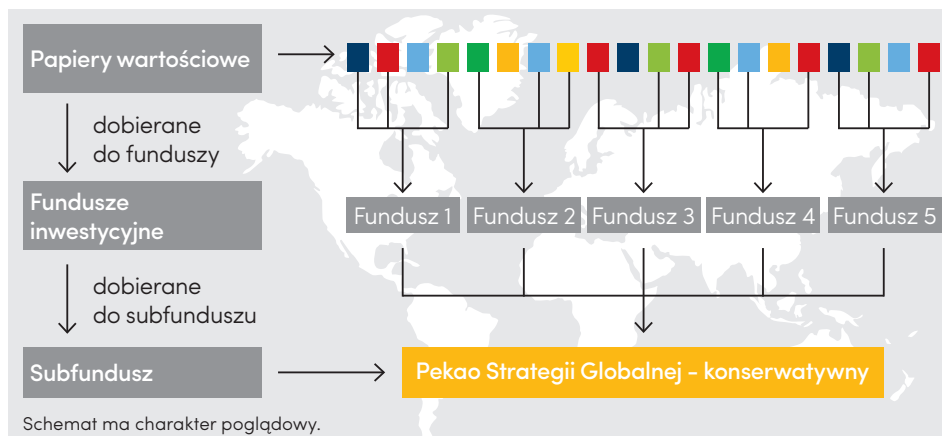 Papiery wartościowe
dobierane
do funduszy
Fundusze
inwestycyjne
Fundusz 1
Fundusz 2
Fundusz 3
Fundusz 4
Fundusz 5
dobierane
do subfunduszu
Subfundusz
Pekao Strategii Globalnej - konserwatywny
Schemat ma charakter poglądowy.